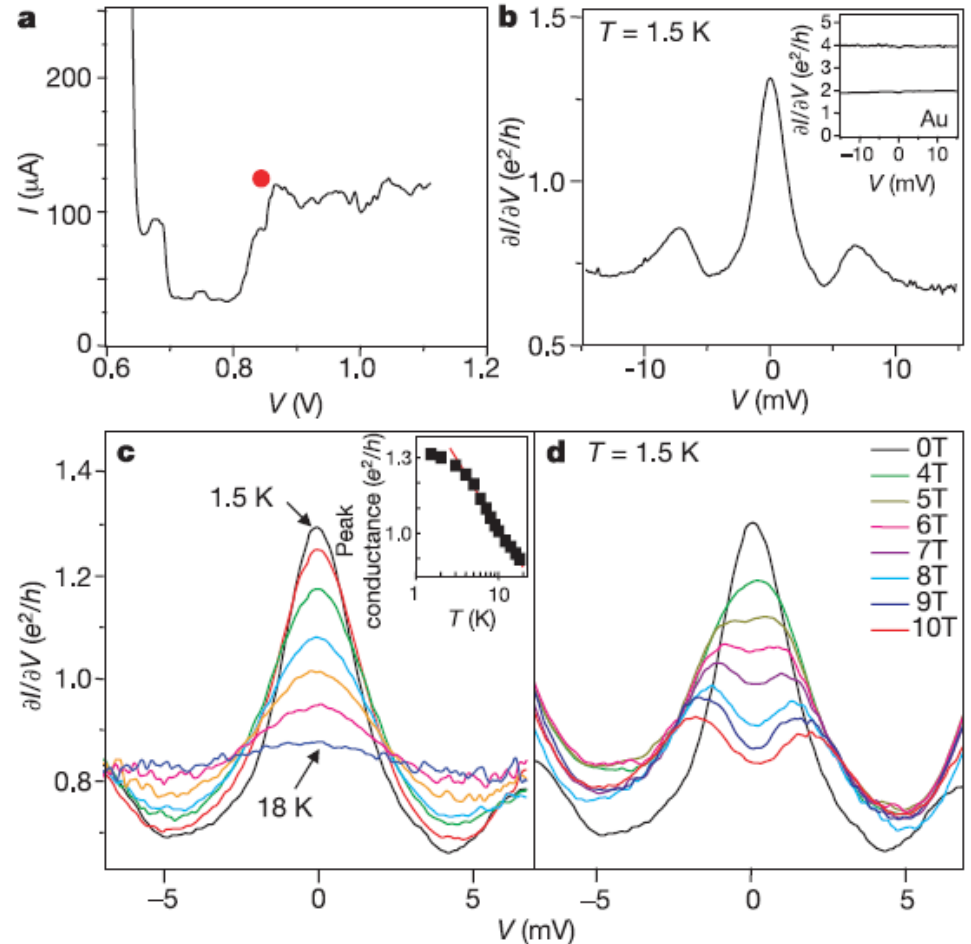 a
200
100
0
I (μA)
0.6
0.8
1.0
1.2
V (V)
b
T = 1.5 K
1.5
1.0
0.5
∂I/∂V (e²/h)
-10
0
10
V (mV)
5
4
3
2
1
0
∂I/∂V (e²/h)
Au
−10
0
10
V (mV)
c
1.4
1.2
1.0
0.8
∂I/∂V (e²/h)
1.5 K
18 K
Peak
conductance (e²/h)
1.3
1.0
1
10
T (K)
−5
0
5
d
T = 1.5 K
0T
4T
5T
6T
7T
8T
9T
10T
−5
0
5
V (mV)